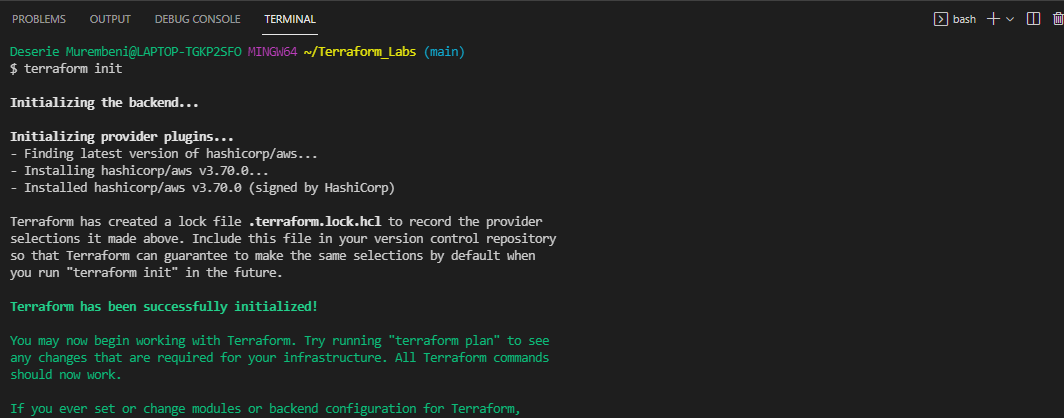 PROBLEMS OUTPUT DEBUG CONSOLE TERMINAL bash
Deserie Murembeni@LAPTOP-TGKP2SFO MINGW64 ~/Terraform_Labs (main)
$ terraform init
Initializing the backend...
Initializing provider plugins...
- Finding latest version of hashicorp/aws...
- Installing hashicorp/aws v3.70.0...
- Installed hashicorp/aws v3.70.0 (signed by HashiCorp)
Terraform has created a lock file .terraform.lock.hcl to record the provider
selections it made above. Include this file in your version control repository
so that Terraform can guarantee to make the same selections by default when
you run "terraform init" in the future.
Terraform has been successfully initialized!
You may now begin working with Terraform. Try running "terraform plan" to see
any changes that are required for your infrastructure. All Terraform commands
should now work.
If you ever set or change modules or backend configuration for Terraform,